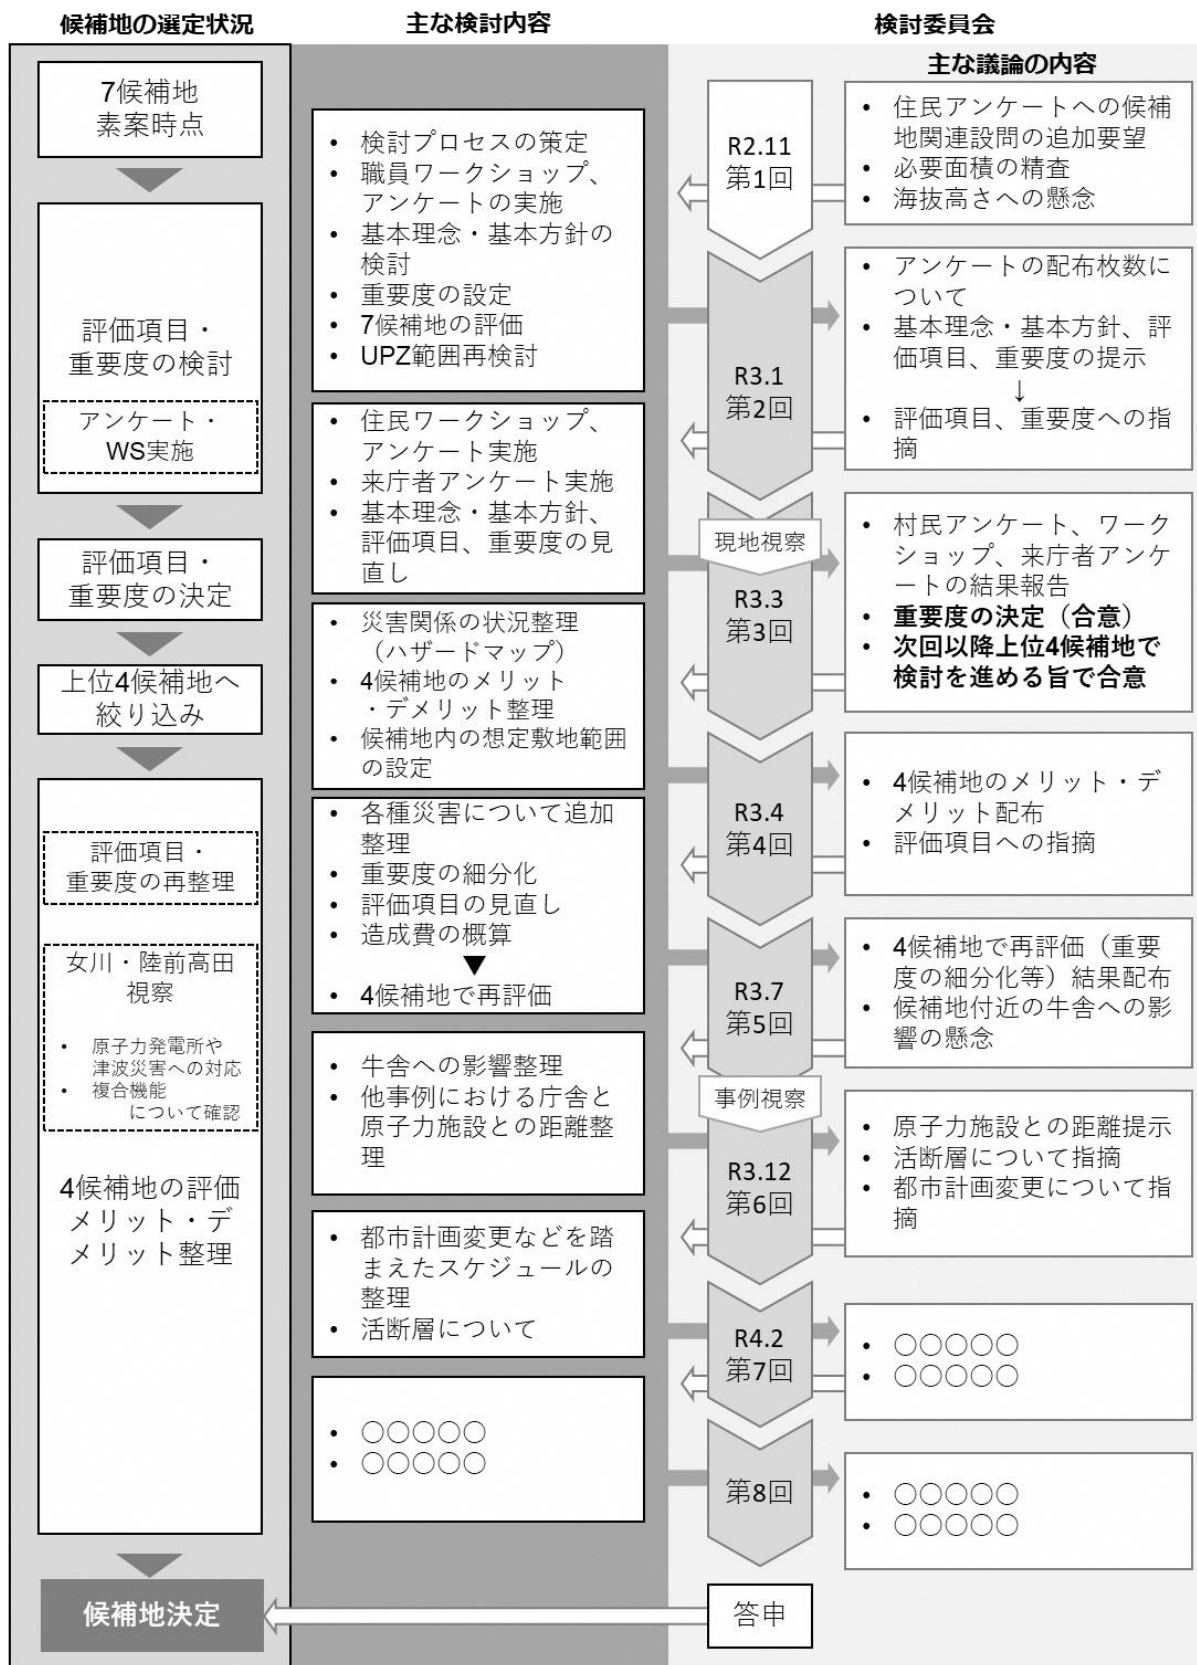 候補地の選定状況
主な検討内容
検討委員会
7候補地
素案時点
評価項目・
重要度の検討
アンケート・
WS実施
評価項目・
重要度の決定
上位4候補地へ
絞り込み
評価項目・
重要度の再整理
女川・陸前高田
視察
• 原子力発電所や
津波災害への対応
• 複合機能
について確認
4候補地の評価
メリット・デ
メリット整理
候補地決定
• 検討プロセスの策定
• 職員ワークショップ、
アンケートの実施
• 基本理念・基本方針の
検討
• 重要度の設定
• 7候補地の評価
• UPZ範囲再検討
• 住民ワークショップ、
アンケート実施
• 来庁者アンケート実施
• 基本理念・基本方針、
評価項目、重要度の見
直し
• 災害関係の状況整理
（ハザードマップ）
• 4候補地のメリット
・デメリット整理
• 候補地内の想定敷地範囲
の設定
• 各種災害について追加
整理
• 重要度の細分化
• 評価項目の見直し
• 造成費の概算
▼
• 4候補地で再評価
• 牛舎への影響整理
• 他事例における庁舎と
原子力施設との距離整
理
• 都市計画変更などを踏
まえたスケジュールの
整理
• 活断層について
• ○○○○○
• ○○○○○
主な議論の内容
R2.11
第1回
• 住民アンケートへの候補
地関連設問の追加要望
• 必要面積の精査
• 海抜高さへの懸念
R3.1
第2回
• アンケートの配布枚数に
ついて
• 基本理念・基本方針、評
価項目、重要度の提示
↓
• 評価項目、重要度への指
摘
現地視察
R3.3
第3回
• 村民アンケート、ワーク
ショップ、来庁者アンケ
ートの結果報告
• 重要度の決定（合意）
• 次回以降上位4候補地で
検討を進める旨で合意
R3.4
第4回
• 4候補地のメリット・デ
メリット配布
• 評価項目への指摘
R3.7
第5回
• 4候補地で再評価（重要
度の細分化等）結果配布
• 候補地付近の牛舎への影
響の懸念
事例視察
R3.12
第6回
• 原子力施設との距離提示
• 活断層について指摘
• 都市計画変更について指
摘
R4.2
第7回
• ○○○○○
• ○○○○○
第8回
• ○○○○○
• ○○○○○
答申